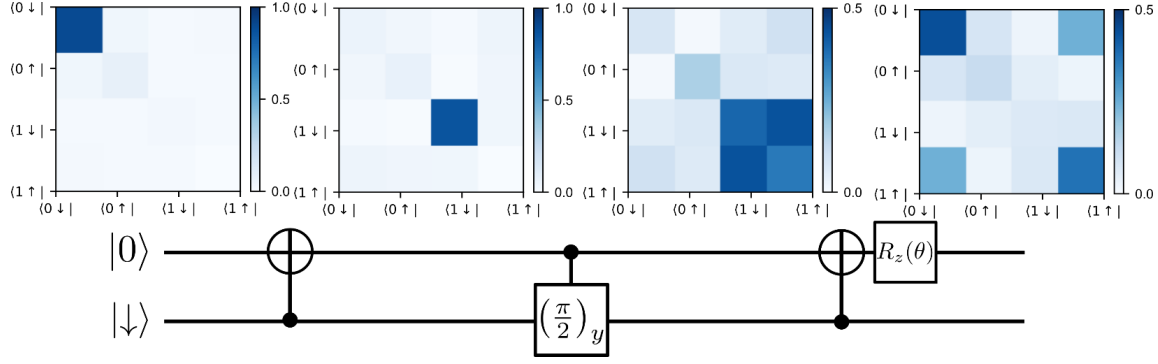 ⟨0↓| 1.0 ⟨0↓| 1.0 ⟨0↓| 0.5 ⟨0↓| 0.5
⟨0↑| ⟨0↑| ⟨0↑| ⟨0↑|
0.5 0.5
⟨1↓| ⟨1↓| ⟨1↓| ⟨1↓|
⟨1↑| 0.0 ⟨1↑| 0.0 ⟨1↑| 0.0 ⟨1↑| 0.0
⟨0↓| ⟨0↑| ⟨1↓| ⟨1↑| ⟨0↓| ⟨0↑| ⟨1↓| ⟨1↑| ⟨0↓| ⟨0↑| ⟨1↓| ⟨1↑| ⟨0↓| ⟨0↑| ⟨1↓| ⟨1↑|
|0⟩ R_z(θ)
|↓⟩ (π/2)_y